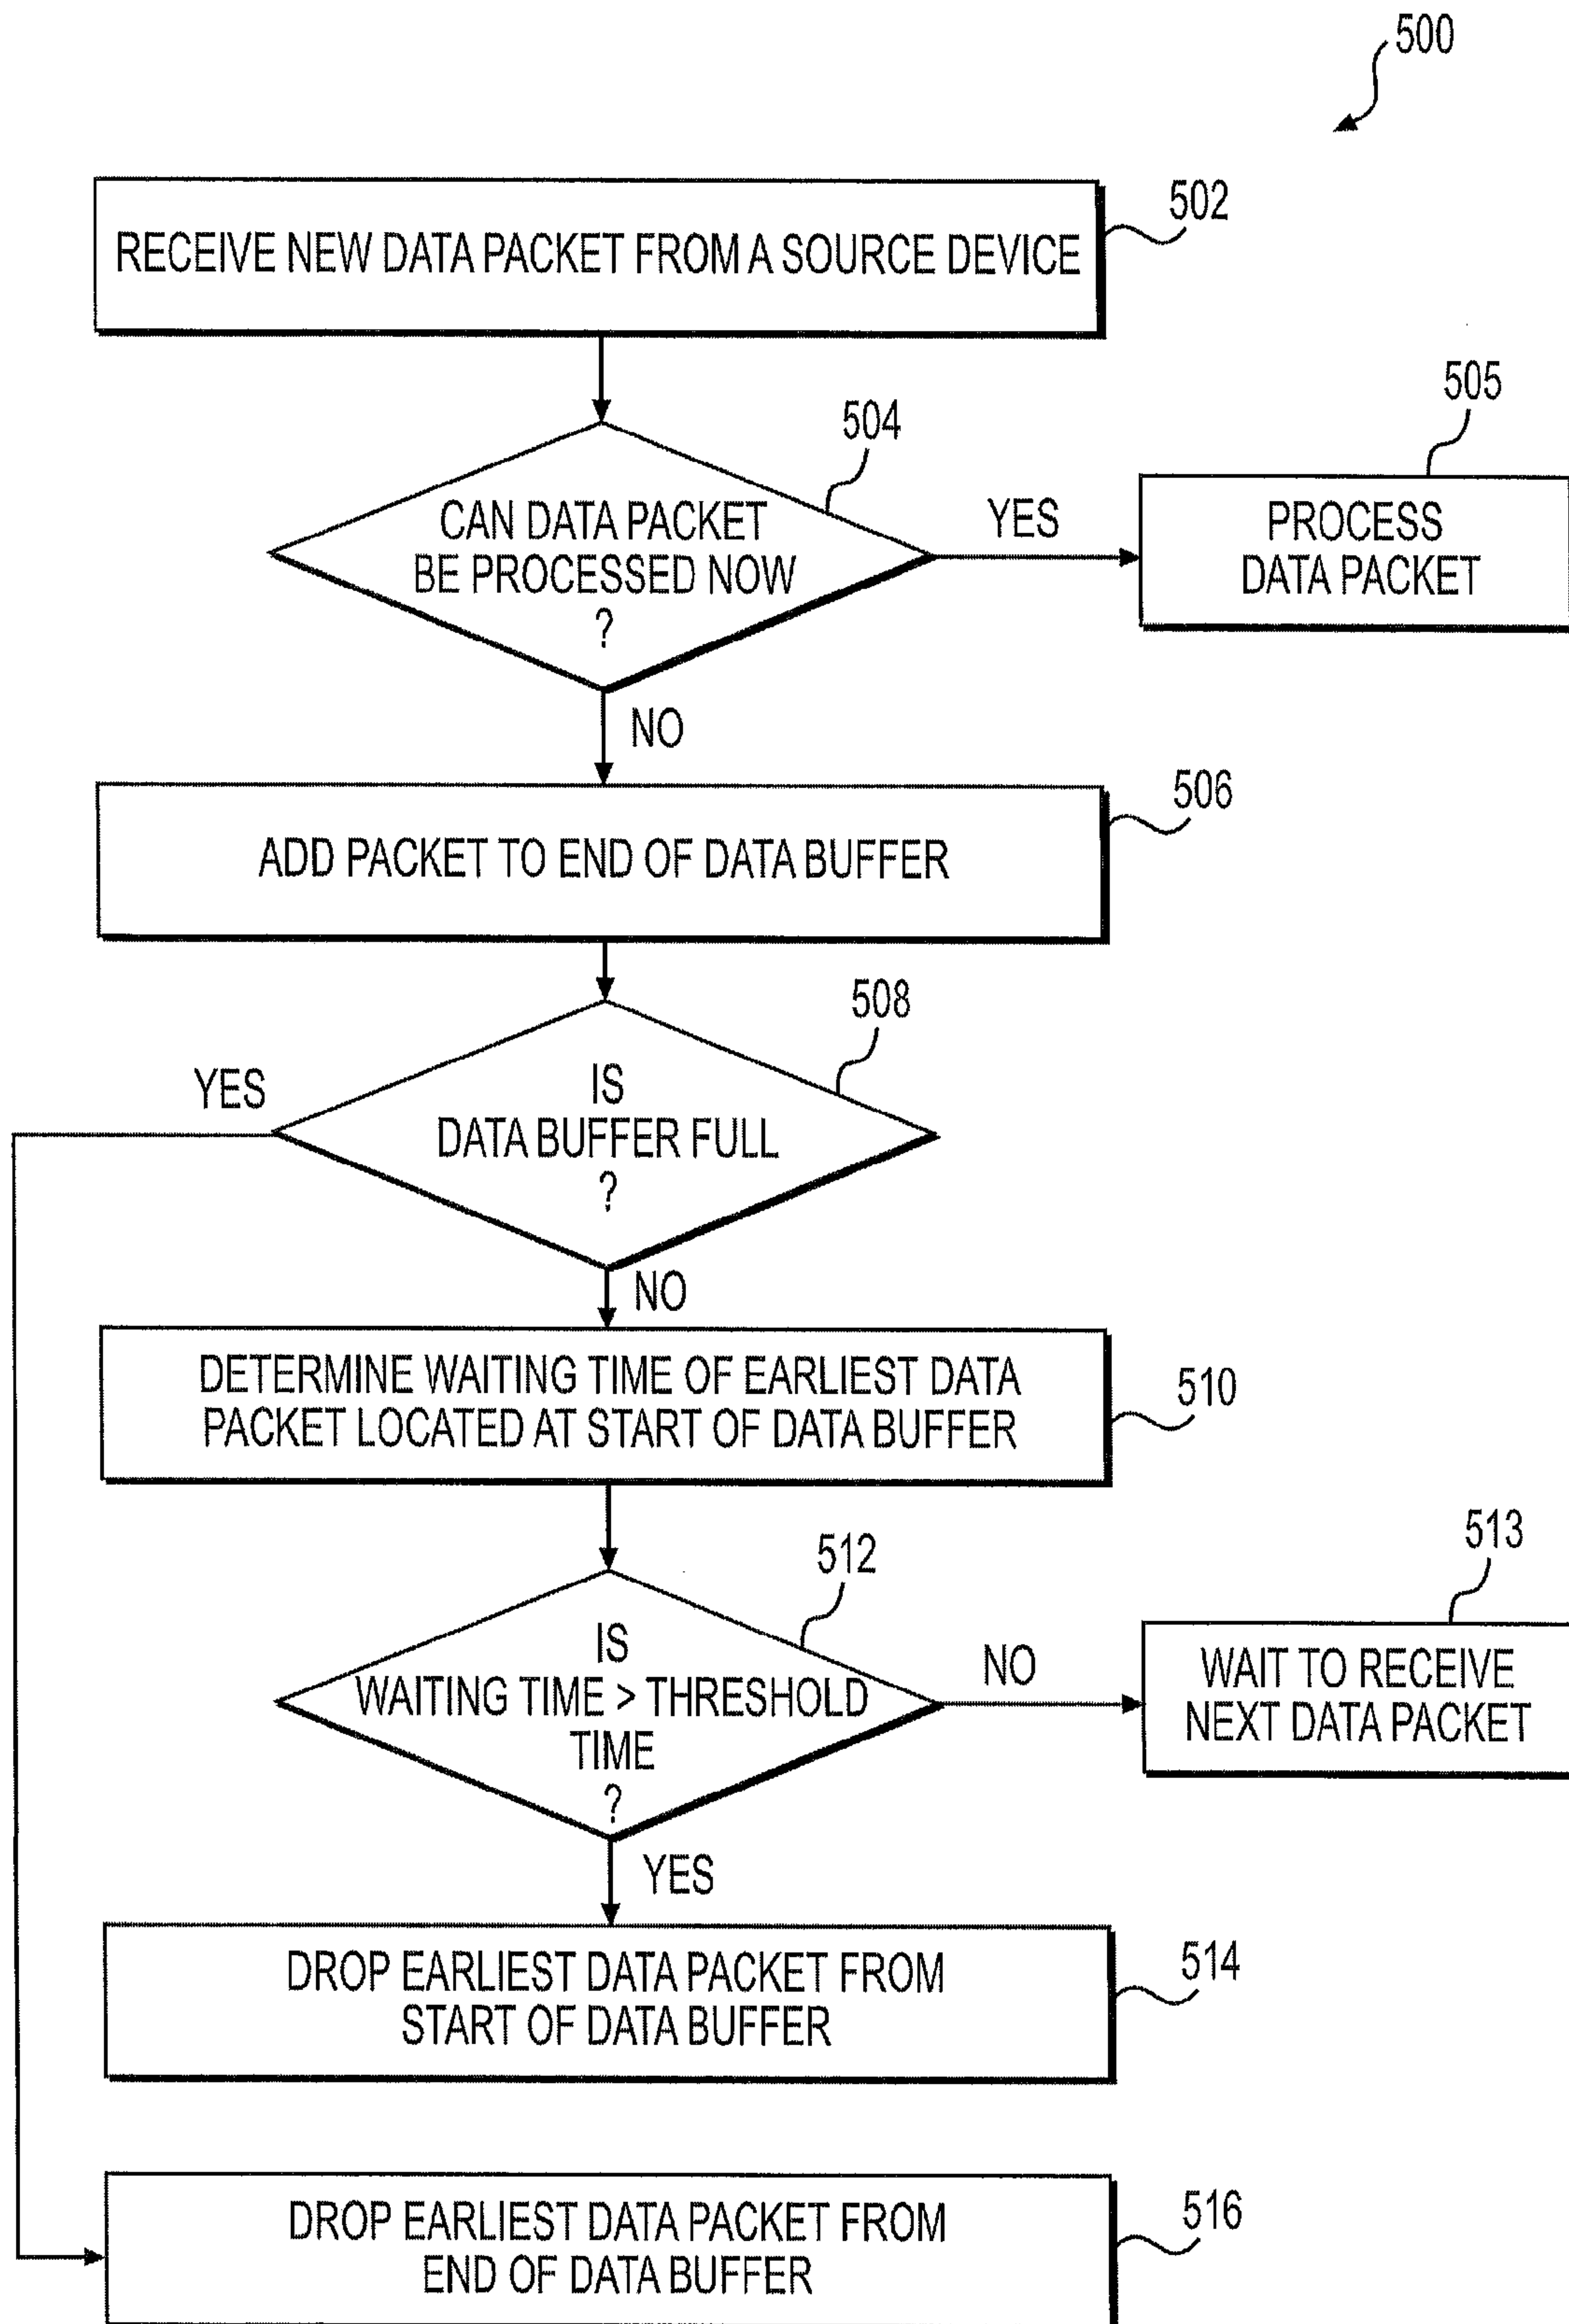 500
RECEIVE NEW DATA PACKET FROM A SOURCE DEVICE
502
504
CAN DATA PACKET
BE PROCESSED NOW
?
YES
505
PROCESS
DATA PACKET
NO
506
ADD PACKET TO END OF DATA BUFFER
508
YES
IS
DATA BUFFER FULL
?
NO
DETERMINE WAITING TIME OF EARLIEST DATA
PACKET LOCATED AT START OF DATA BUFFER
510
512
IS
WAITING TIME > THRESHOLD
TIME
?
NO
513
WAIT TO RECEIVE
NEXT DATA PACKET
YES
DROP EARLIEST DATA PACKET FROM
START OF DATA BUFFER
514
DROP EARLIEST DATA PACKET FROM
END OF DATA BUFFER
516